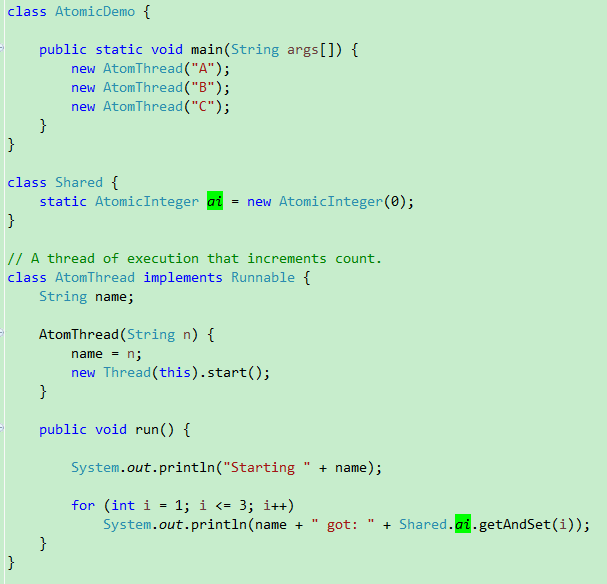 class AtomicDemo {
public static void main(String args[]) {
new AtomThread("A");
new AtomThread("B");
new AtomThread("C");
}
}
class Shared {
static AtomicInteger ai = new AtomicInteger(0);
}
// A thread of execution that increments count.
class AtomThread implements Runnable {
String name;
AtomThread(String n) {
name = n;
new Thread(this).start();
}
public void run() {
System.out.println("Starting " + name);
for (int i = 1; i <= 3; i++)
System.out.println(name + " got: " + Shared.ai.getAndSet(i));
}
}